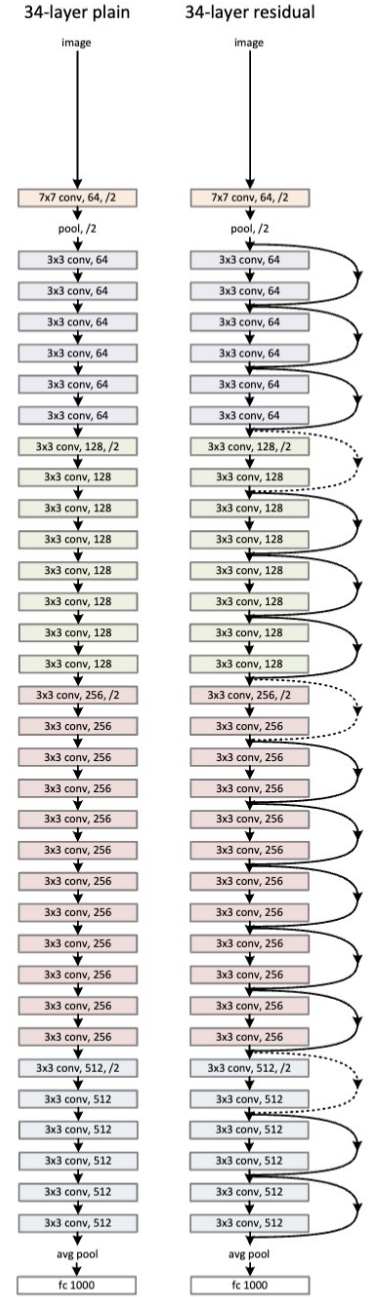 34-layer plain
image
7x7 conv, 64, /2
pool, /2
3x3 conv, 64
3x3 conv, 64
3x3 conv, 64
3x3 conv, 64
3x3 conv, 64
3x3 conv, 64
3x3 conv, 128, /2
3x3 conv, 128
3x3 conv, 128
3x3 conv, 128
3x3 conv, 128
3x3 conv, 128
3x3 conv, 128
3x3 conv, 128
3x3 conv, 256, /2
3x3 conv, 256
3x3 conv, 256
3x3 conv, 256
3x3 conv, 256
3x3 conv, 256
3x3 conv, 256
3x3 conv, 256
3x3 conv, 256
3x3 conv, 256
3x3 conv, 256
3x3 conv, 256
3x3 conv, 512, /2
3x3 conv, 512
3x3 conv, 512
3x3 conv, 512
3x3 conv, 512
3x3 conv, 512
avg pool
fc 1000
34-layer residual
image
7x7 conv, 64, /2
pool, /2
3x3 conv, 64
3x3 conv, 64
3x3 conv, 64
3x3 conv, 64
3x3 conv, 64
3x3 conv, 64
3x3 conv, 128, /2
3x3 conv, 128
3x3 conv, 128
3x3 conv, 128
3x3 conv, 128
3x3 conv, 128
3x3 conv, 128
3x3 conv, 128
3x3 conv, 256, /2
3x3 conv, 256
3x3 conv, 256
3x3 conv, 256
3x3 conv, 256
3x3 conv, 256
3x3 conv, 256
3x3 conv, 256
3x3 conv, 256
3x3 conv, 256
3x3 conv, 256
3x3 conv, 256
3x3 conv, 512, /2
3x3 conv, 512
3x3 conv, 512
3x3 conv, 512
3x3 conv, 512
3x3 conv, 512
avg pool
fc 1000